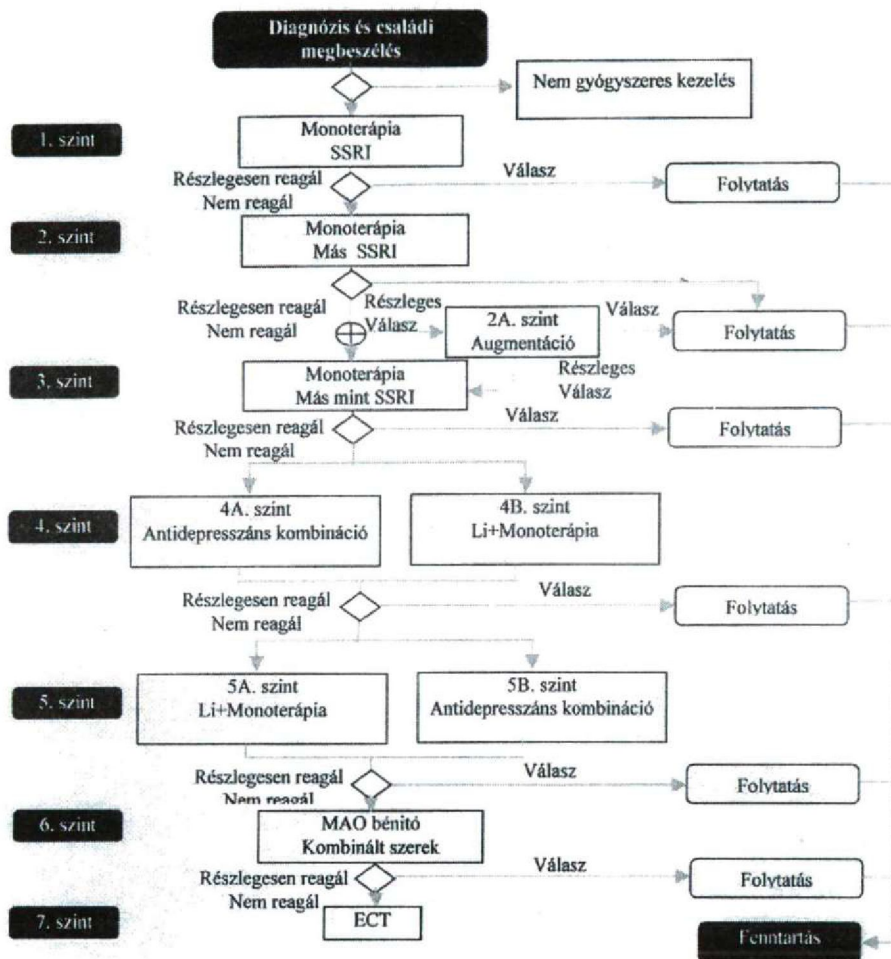 Diagnózis és családi
megbeszélés
Nem gyógyszeres kezelés
1. szint
Monoterápia
SSRI
Részlegesen reagál
Nem reagál
Válasz
Folytatás
2. szint
Monoterápia
Más SSRI
Részlegesen reagál
Nem reagál
Részleges
Válasz
2A. szint
Augmentáció
Válasz
Folytatás
3. szint
Monoterápia
Más mint SSRI
Részleges
Válasz
Részlegesen reagál
Nem reagál
Válasz
Folytatás
4. szint
4A. szint
Antidepresszáns kombináció
4B. szint
Li+Monoterápia
Részlegesen reagál
Nem reagál
Válasz
Folytatás
5. szint
5A. szint
Li+Monoterápia
5B. szint
Antidepresszáns kombináció
Részlegesen reagál
Nem reagál
Válasz
Folytatás
6. szint
MAO bénító
Kombinált szerek
Részlegesen reagál
Nem reagál
Válasz
Folytatás
7. szint
ECT
Fenntartás